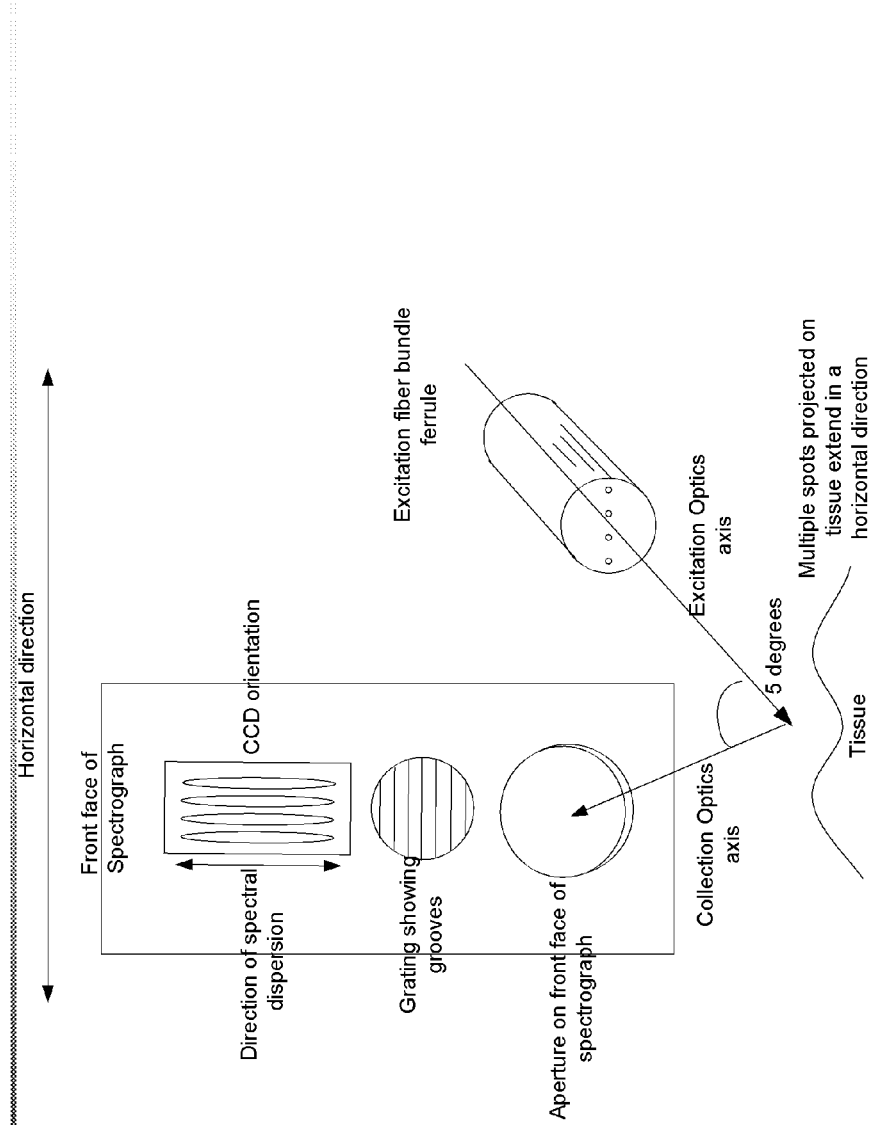 Horizontal direction
Front face of
Spectrograph
CCD orientation
Direction of spectral
dispersion
Grating showing
grooves
Aperture on front face of
spectrograph
Collection Optics
axis
Excitation fiber bundle
ferrule
Excitation Optics
axis
5 degrees
Multiple spots projected on
tissue extend in a
horizontal direction
Tissue